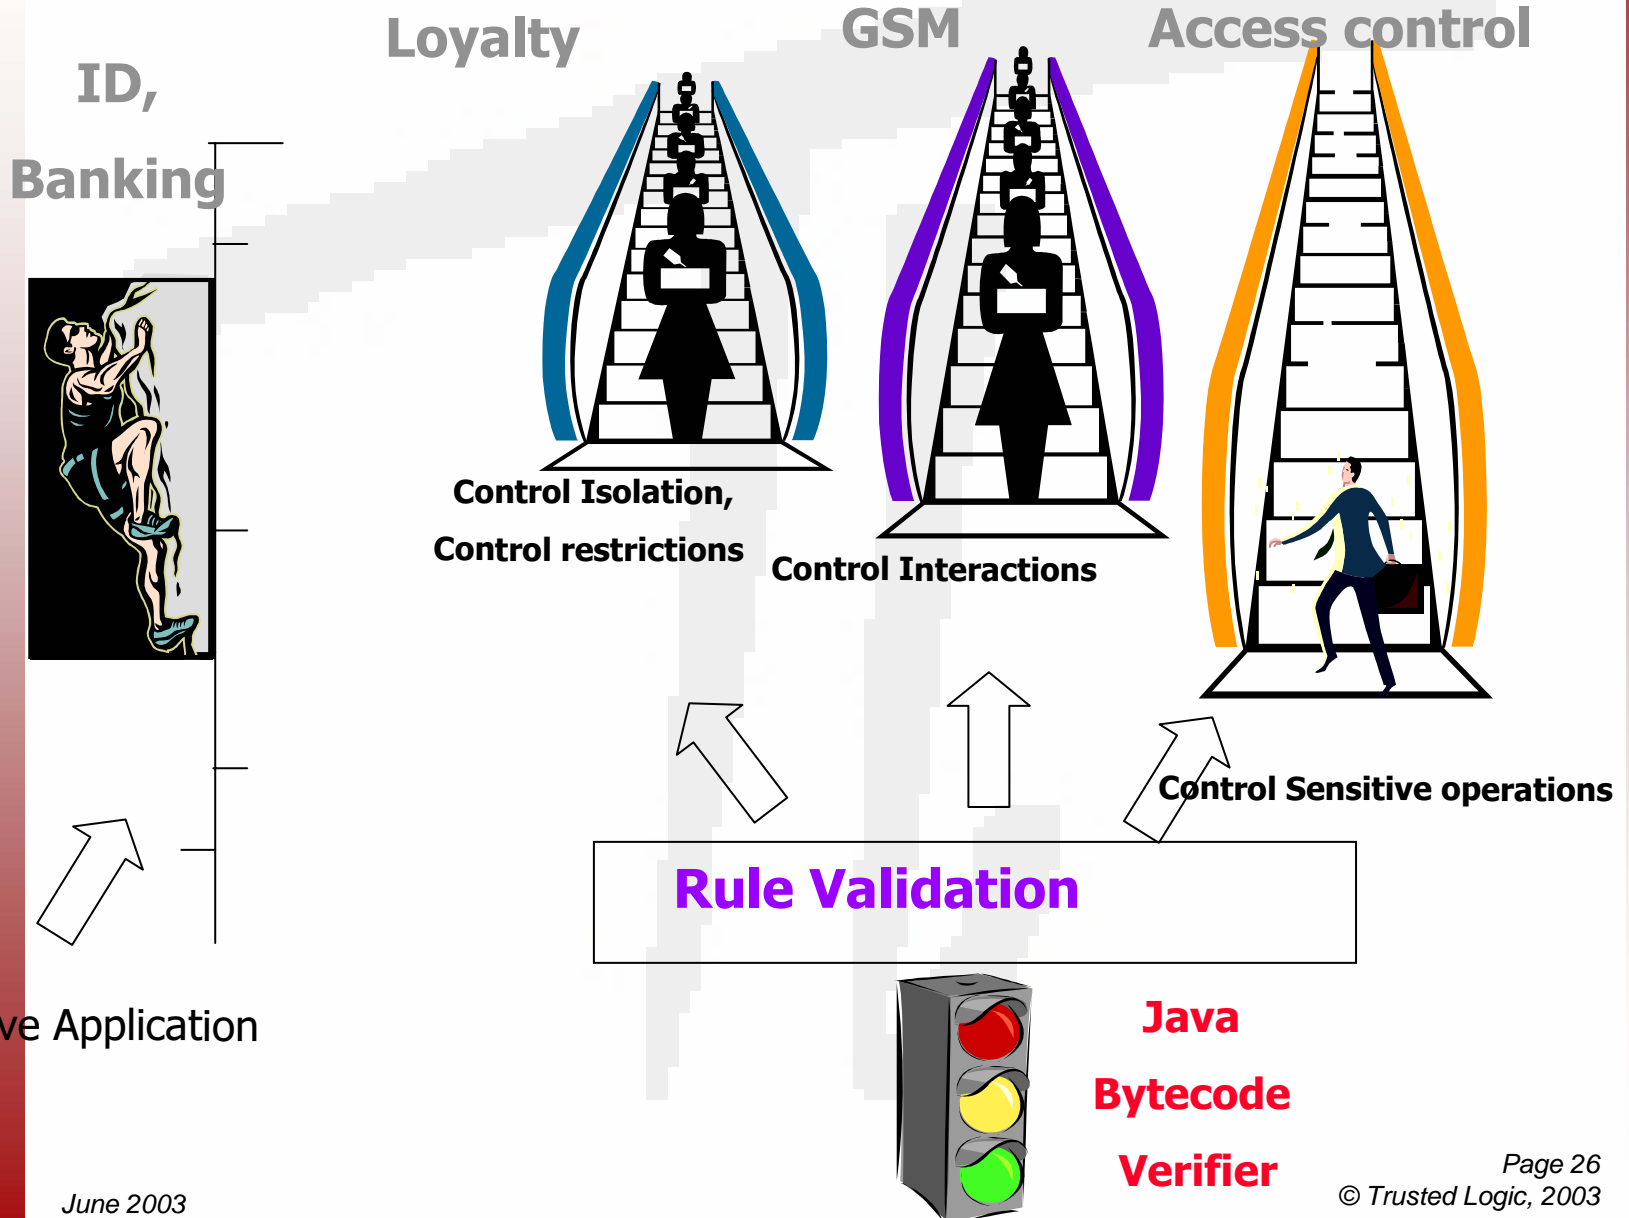 Loyalty
GSM
Access control
ID,
Banking
Control Isolation,
Control restrictions
Control Interactions
Control Sensitive operations
Rule Validation
ve Application
Java
Bytecode
Verifier
June 2003
Page 26
© Trusted Logic, 2003